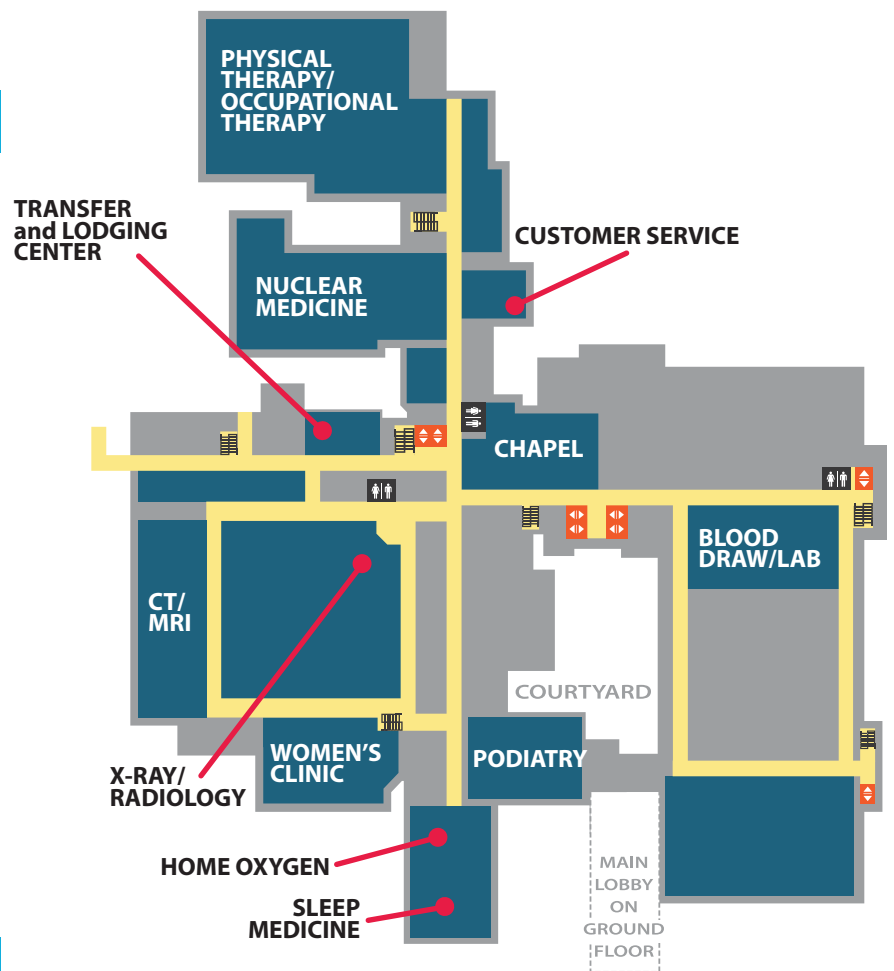 PHYSICAL
THERAPY/
OCCUPATIONAL
THERAPY
TRANSFER
and LODGING
CENTER
CUSTOMER SERVICE
NUCLEAR
MEDICINE
CHAPEL
BLOOD
DRAW/LAB
CT/
MRI
COURTYARD
WOMEN'S
CLINIC
PODIATRY
X-RAY/
RADIOLOGY
HOME OXYGEN
SLEEP
MEDICINE
MAIN
LOBBY
ON
GROUND
FLOOR